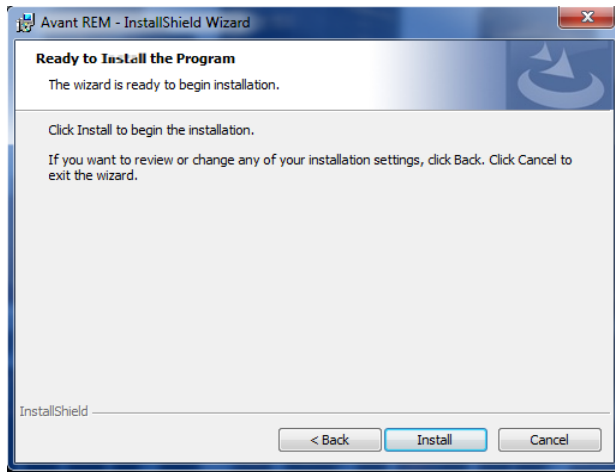 Avant REM - InstallShield Wizard
Ready to Install the Program
The wizard is ready to begin installation.
Click Install to begin the installation.
If you want to review or change any of your installation settings, click Back. Click Cancel to
exit the wizard.
InstallShield
< Back Install Cancel